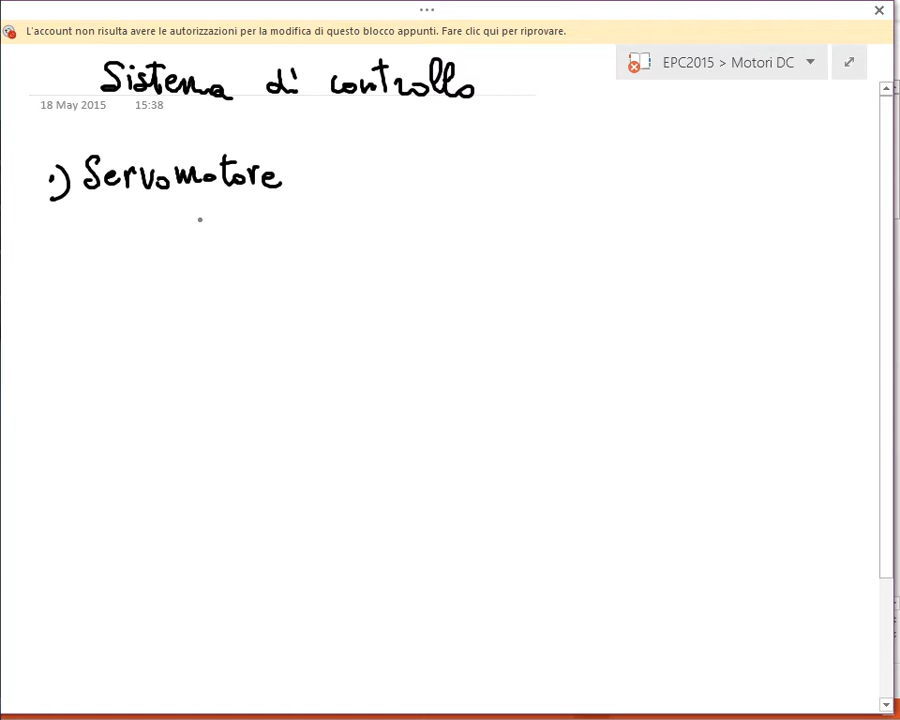 L'account non risulta avere le autorizzazioni per la modifica di questo blocco appunti. Fare clic qui per riprovare.
EPC2015 > Motori DC
Sistema di controllo
18 May 2015 15:38
•) Servomotore